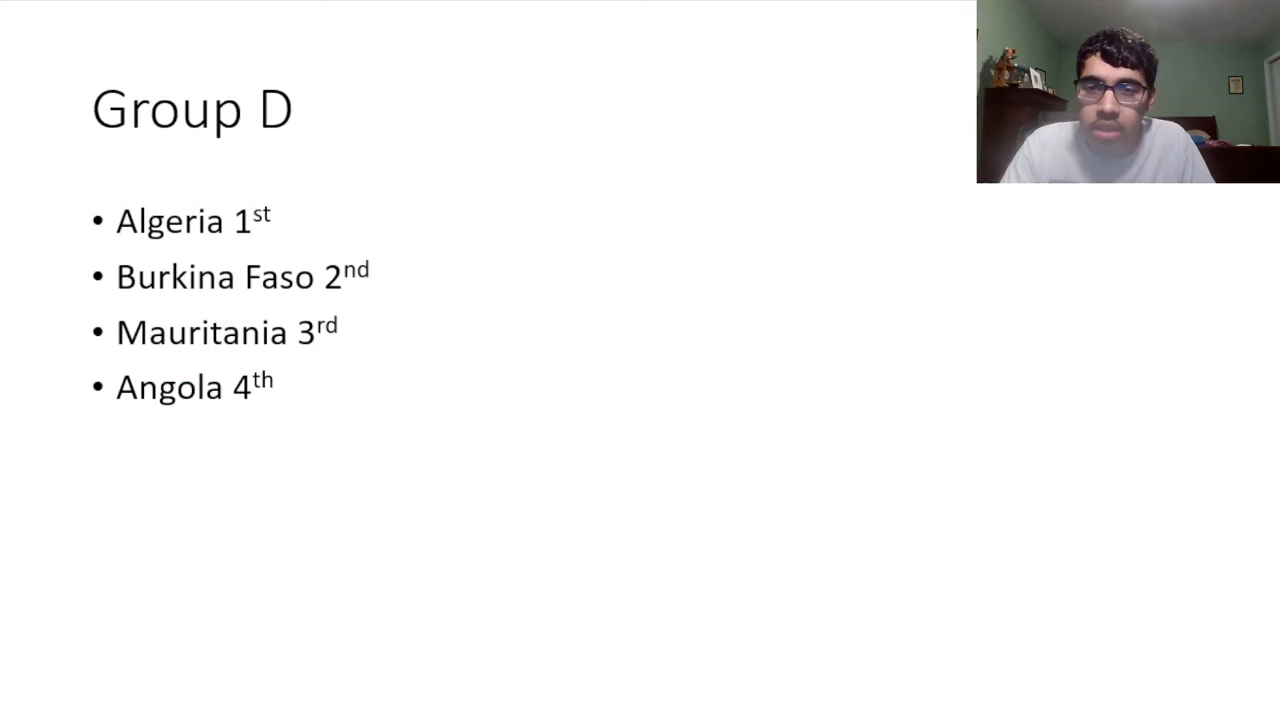 Group D
• Algeria 1st
• Burkina Faso 2nd
• Mauritania 3rd
• Angola 4th